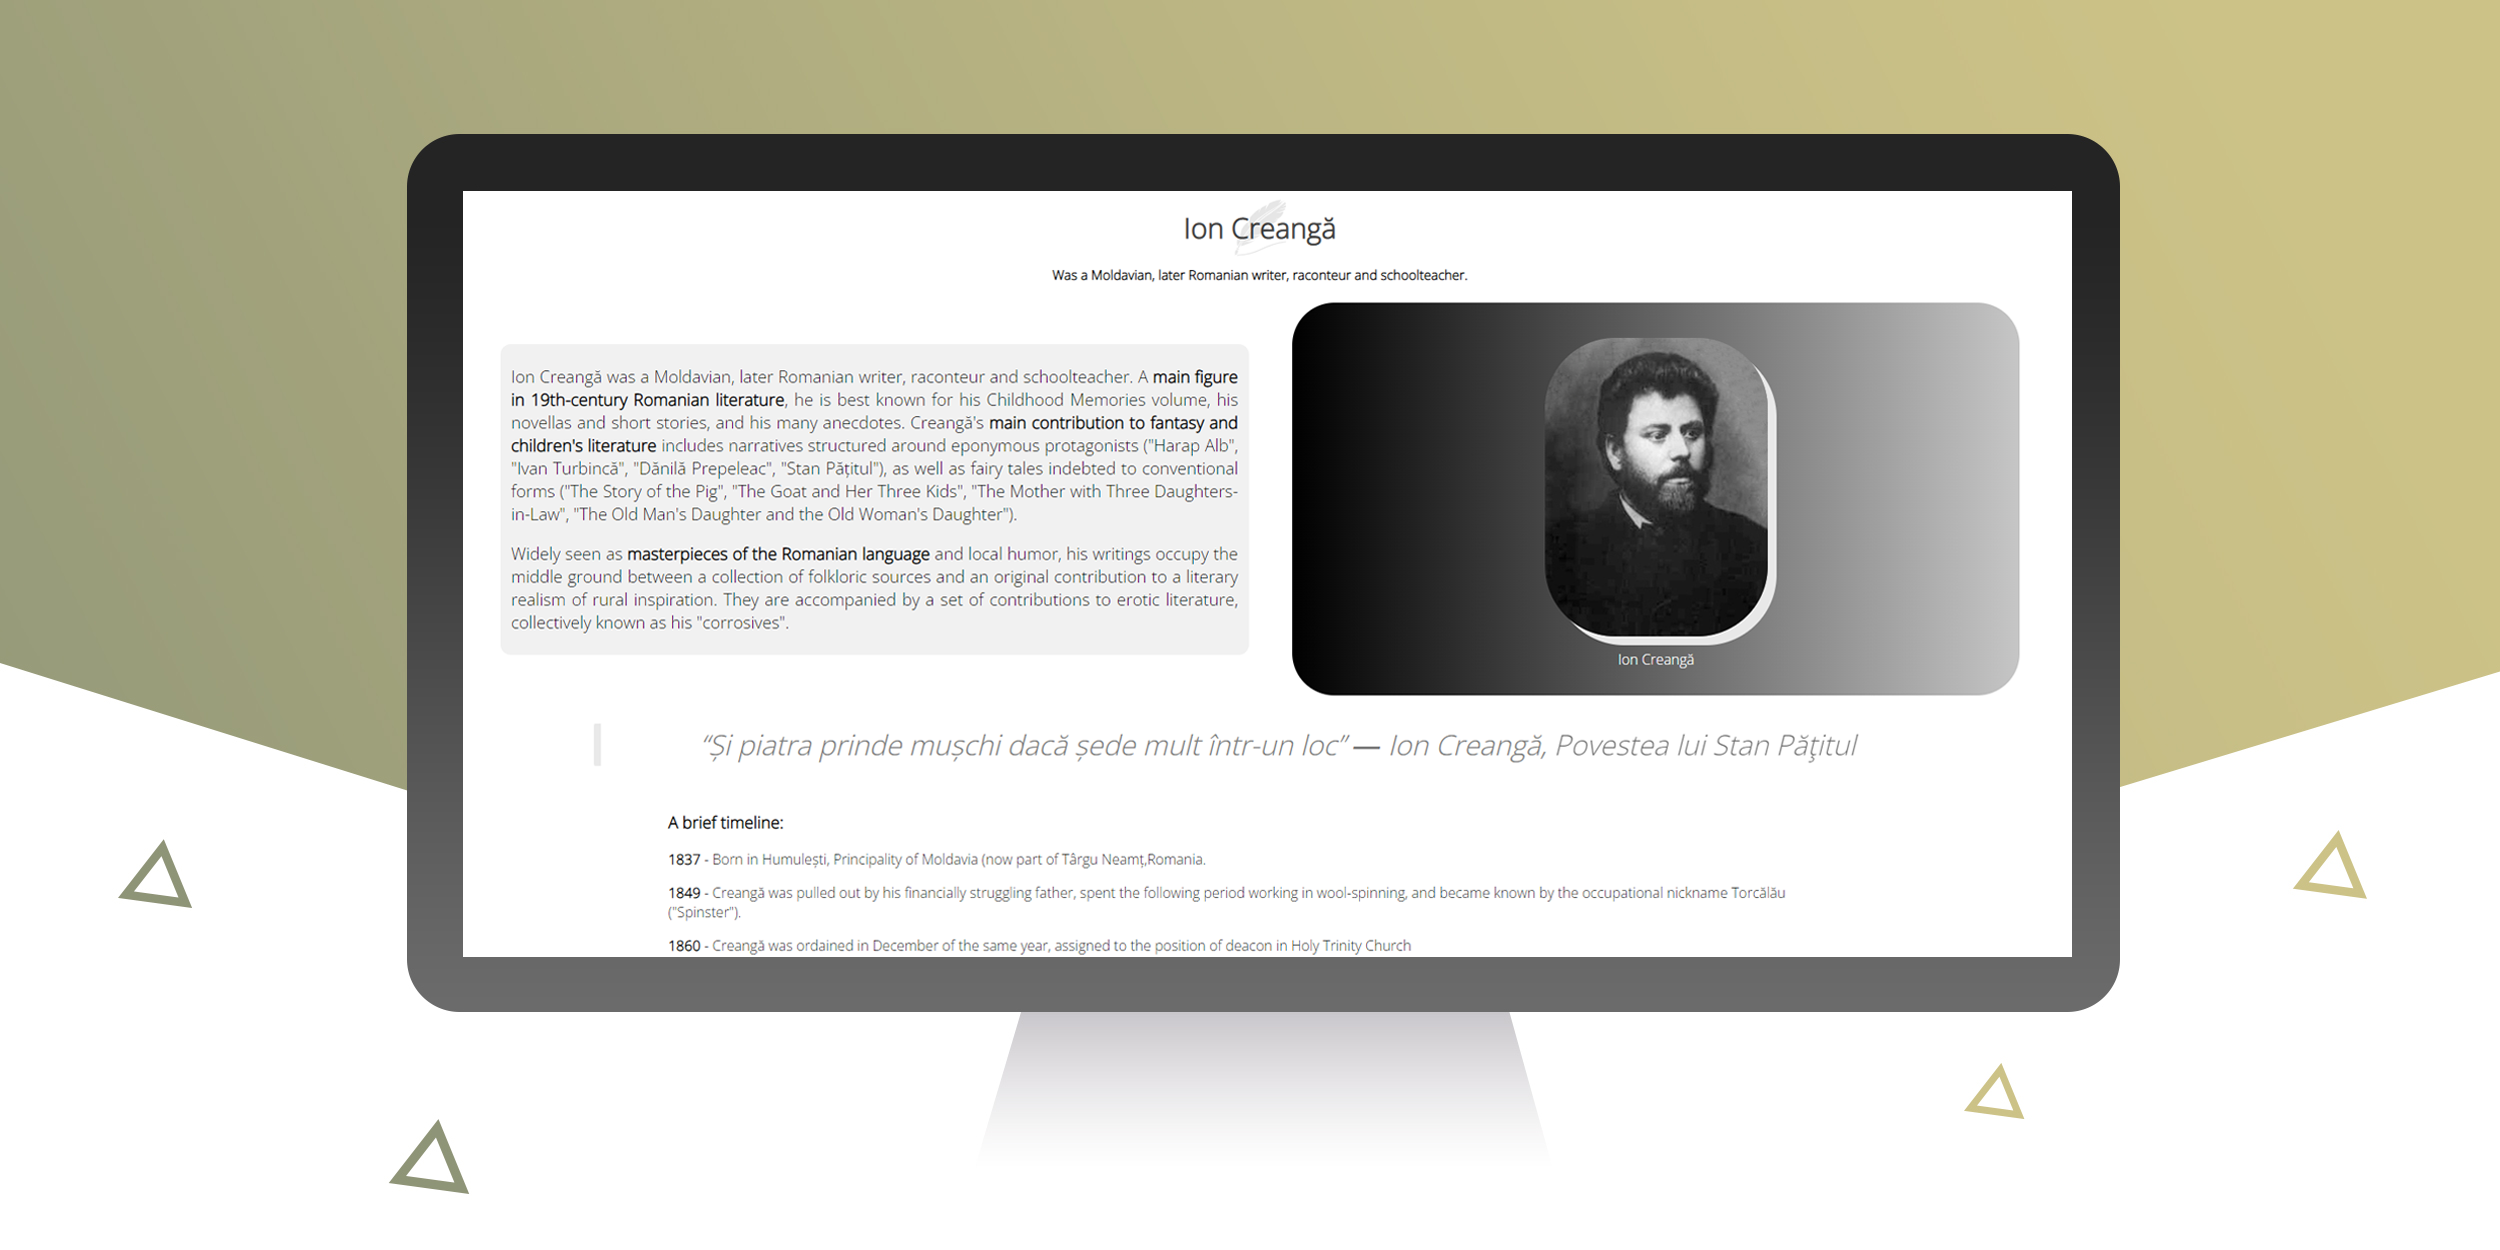 Ion Creangă
Was a Moldavian, later Romanian writer, raconteur and schoolteacher.
Ion Creangă was a Moldavian, later Romanian writer, raconteur and schoolteacher. A main figure
in 19th-century Romanian literature, he is best known for his Childhood Memories volume, his
novellas and short stories, and his many anecdotes. Creangă's main contribution to fantasy and
children's literature includes narratives structured around eponymous protagonists ("Harap Alb",
"Ivan Turbincă", "Dănilă Prepeleac", "Stan Pățitul"), as well as fairy tales indebted to conventional
forms ("The Story of the Pig", "The Goat and Her Three Kids", "The Mother with Three Daughters-
in-Law", "The Old Man's Daughter and the Old Woman's Daughter").
Widely seen as masterpieces of the Romanian language and local humor, his writings occupy the
middle ground between a collection of folkloric sources and an original contribution to a literary
realism of rural inspiration. They are accompanied by a set of contributions to erotic literature,
collectively known as his "corrosives".
Ion Creangă
“Și piatra prinde mușchi dacă șede mult într-un loc” — Ion Creangă, Povestea lui Stan Păţitul
A brief timeline:
1837 - Born in Humulești, Principality of Moldavia (now part of Târgu Neamț,Romania.
1849 - Creangă was pulled out by his financially struggling father, spent the following period working in wool-spinning, and became known by the occupational nickname Torcălău
("Spinster").
1860 - Creangă was ordained in December of the same year, assigned to the position of deacon in Holy Trinity Church